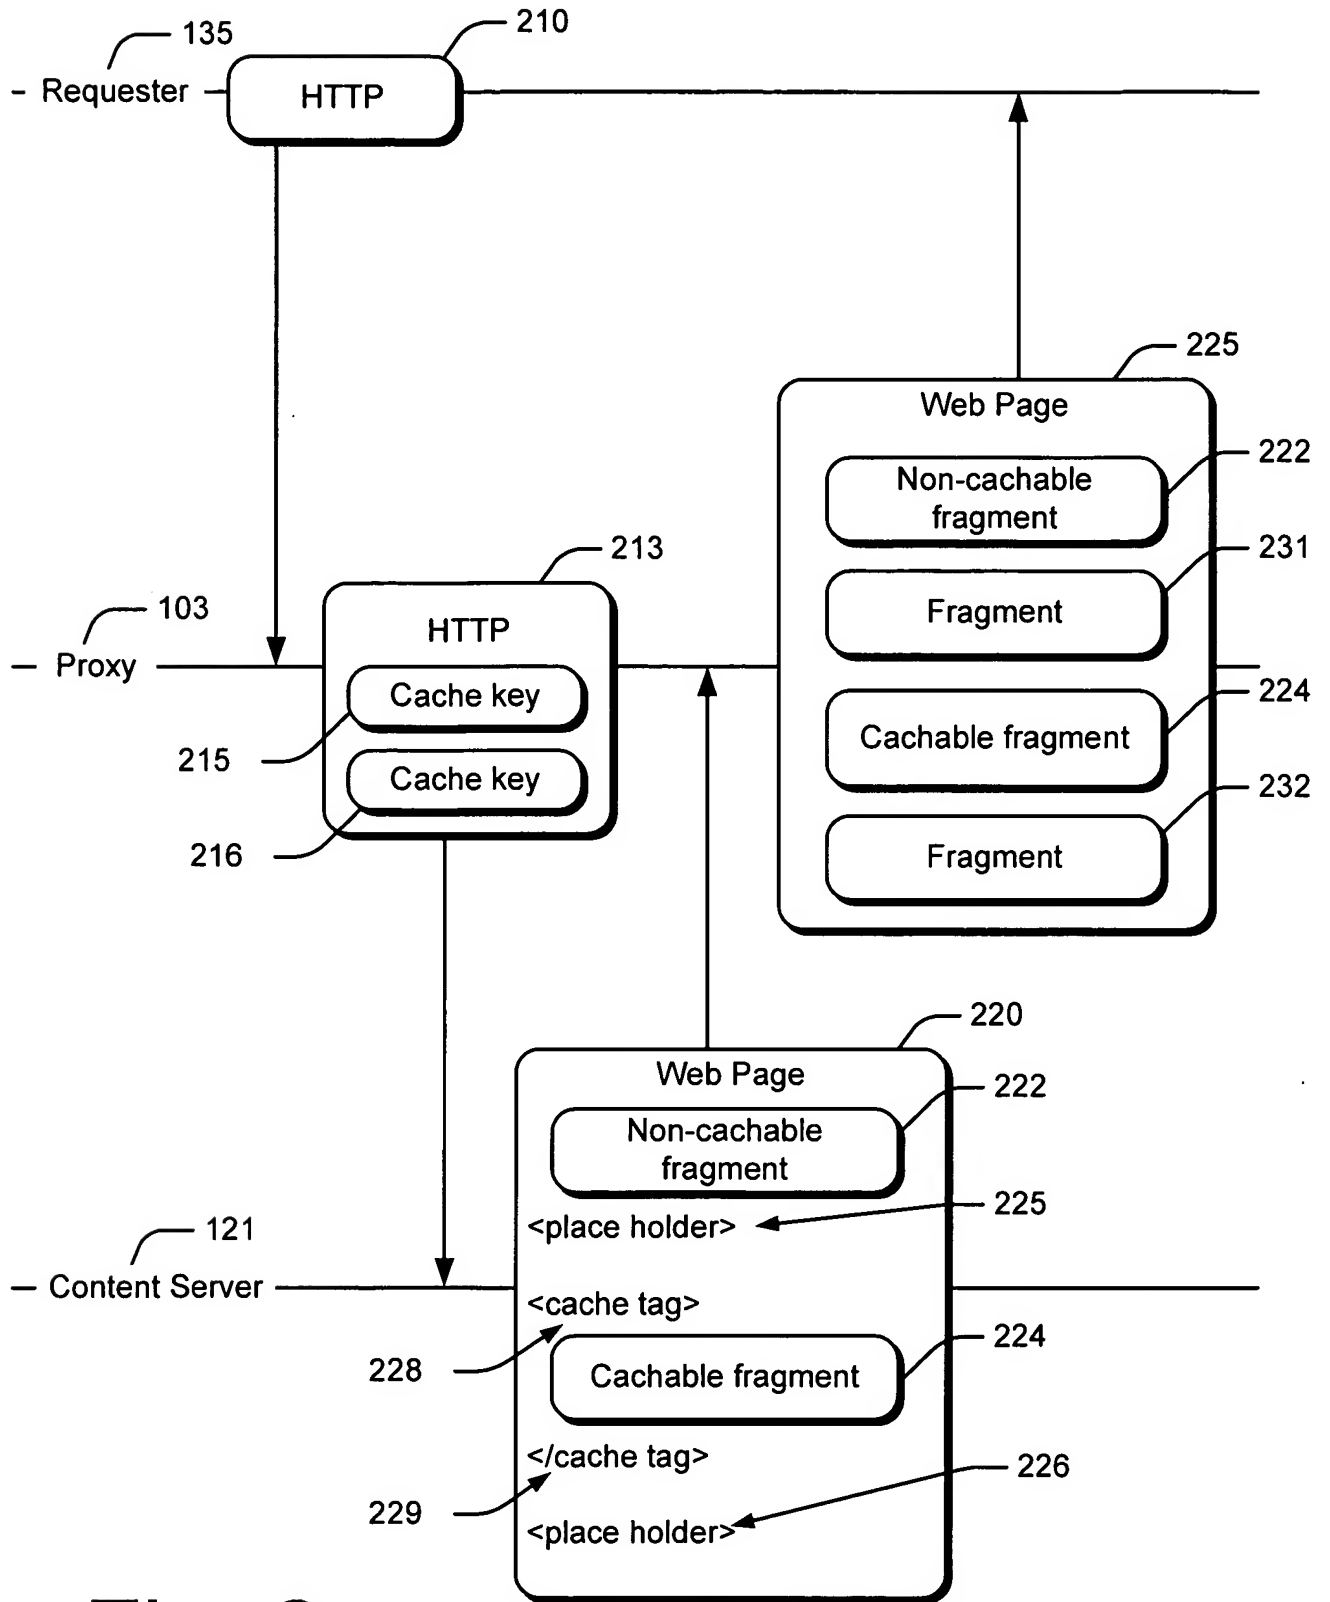 210
135
Requester
HTTP
225
Web Page
222
Non-cachable
fragment
213
231
103
HTTP
Fragment
Proxy
Cache key
224
215
Cachable fragment
Cache key
232
216
Fragment
220
Web Page
222
Non-cachable
fragment
225
121
<place holder>
Content Server
<cache tag>
224
228
Cachable fragment
</cache tag>
226
229
<place holder>